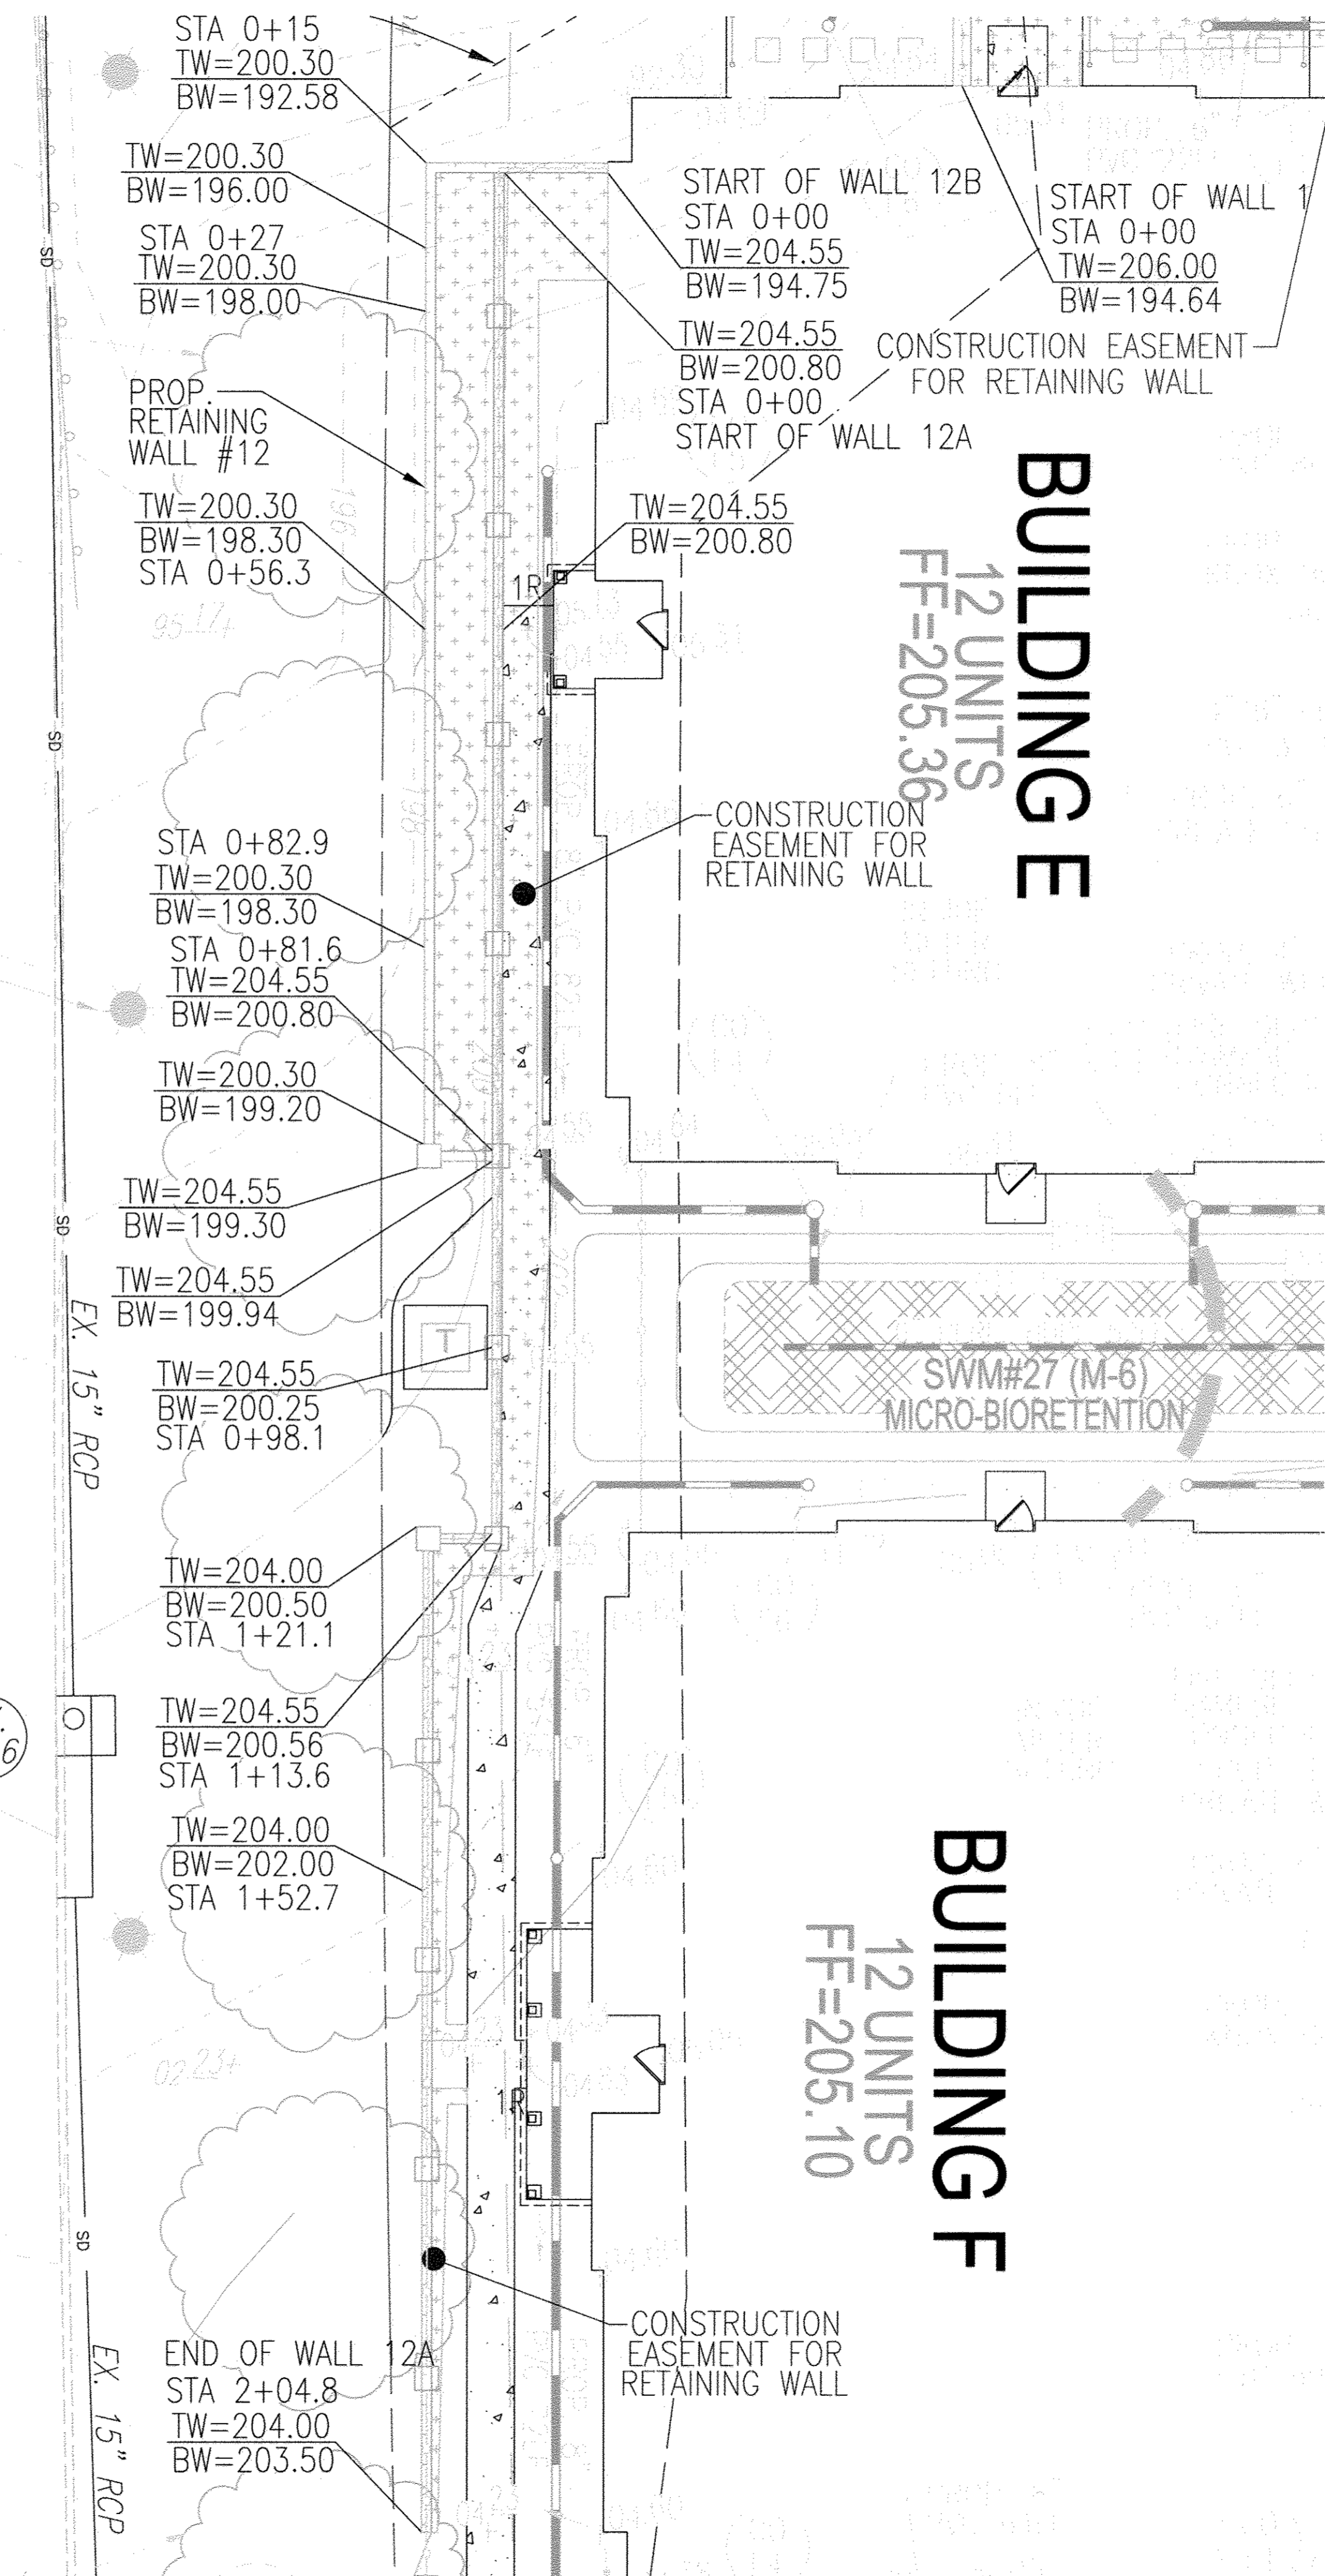 STA 0+15
TW=200.30
BW=192.58
TW=200.30
BW=196.00
STA 0+27
TW=200.30
BW=198.00
START OF WALL 12B
STA 0+00
TW=204.55
BW=194.75
START OF WALL 1
STA 0+00
TW=206.00
BW=194.64
TW=204.55
BW=200.80
STA 0+00
START OF WALL 12A
CONSTRUCTION EASEMENT
FOR RETAINING WALL
PROP.
RETAINING
WALL #12
TW=200.30
BW=198.30
STA 0+56.3
TW=204.55
BW=200.80
1R
196
198
BUILDING E
12 UNITS
FF=205.36
CONSTRUCTION
EASEMENT FOR
RETAINING WALL
STA 0+82.9
TW=200.30
BW=198.30
STA 0+81.6
TW=204.55
BW=200.80
TW=200.30
BW=199.20
TW=204.55
BW=199.30
TW=204.55
BW=199.94
TW=204.55
BW=200.25
STA 0+98.1
T
SD
SD
SD
SD
EX. 15" RCP
SWM#27 (M-6)
MICRO-BIORETENTION
TW=204.00
BW=200.50
STA 1+21.1
TW=204.55
BW=200.56
STA 1+13.6
TW=204.00
BW=202.00
STA 1+52.7
6
1R
BUILDING F
12 UNITS
FF=205.10
CONSTRUCTION
EASEMENT FOR
RETAINING WALL
END OF WALL 12A
STA 2+04.8
TW=204.00
BW=203.50
EX. 15" RCP